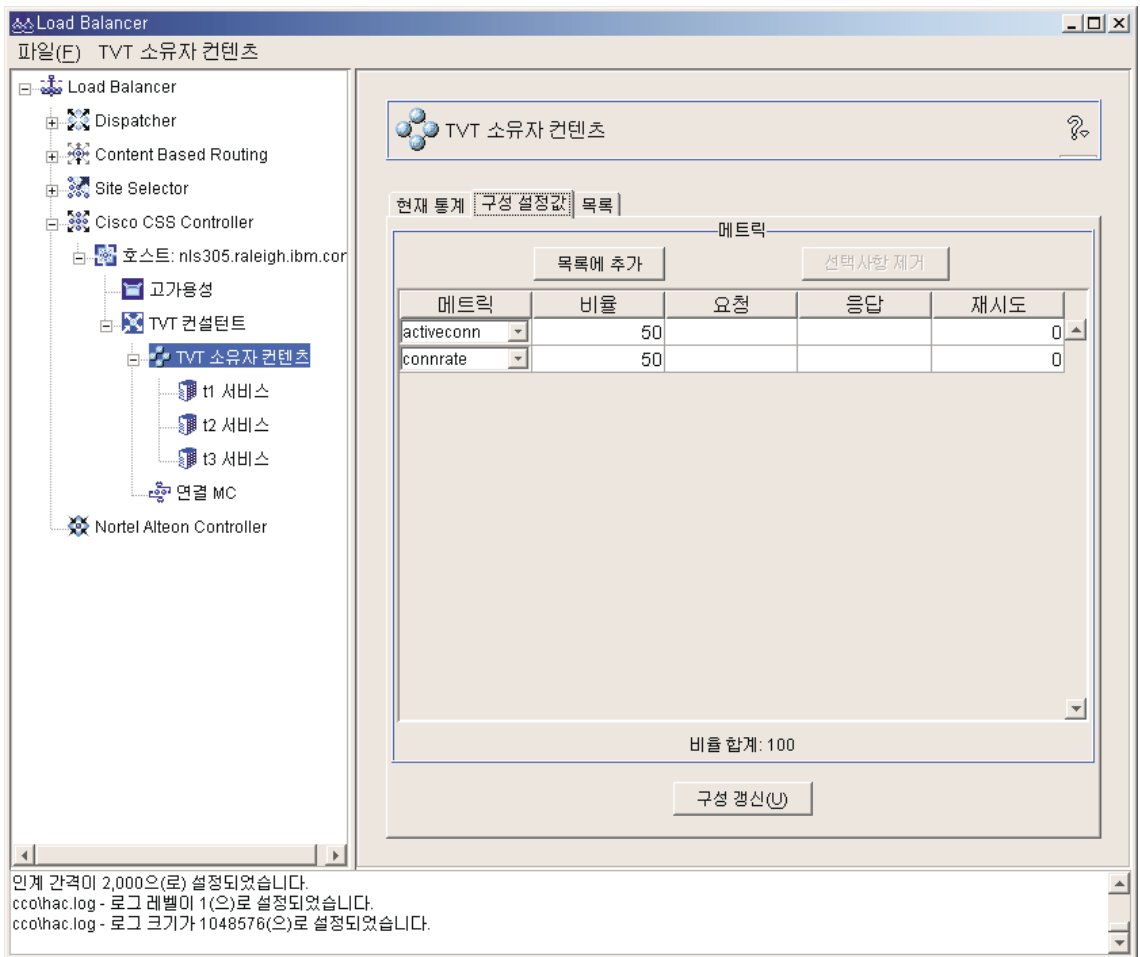 Load Balancer
파일(F) TVT 소유자 컨텐츠
Load Balancer
Dispatcher
Content Based Routing
Site Selector
Cisco CSS Controller
호스트: nls305.raleigh.ibm.com
고가용성
TVT 컨설턴트
TVT 소유자 컨텐츠
t1 서비스
t2 서비스
t3 서비스
연결 MC
Nortel Alteon Controller
TVT 소유자 컨텐츠
현재 통계 구성 설정값 목록
메트릭
목록에 추가 선택사항 제거
메트릭 비율 요청 응답 재시도
activeconn 50 0
connrate 50 0
비율 합계: 100
구성 갱신(U)
인계 간격이 2,000으(로) 설정되었습니다.
cco\hac.log - 로그 레벨이 1(으)로 설정되었습니다.
cco\hac.log - 로그 크기가 1048576(으)로 설정되었습니다.